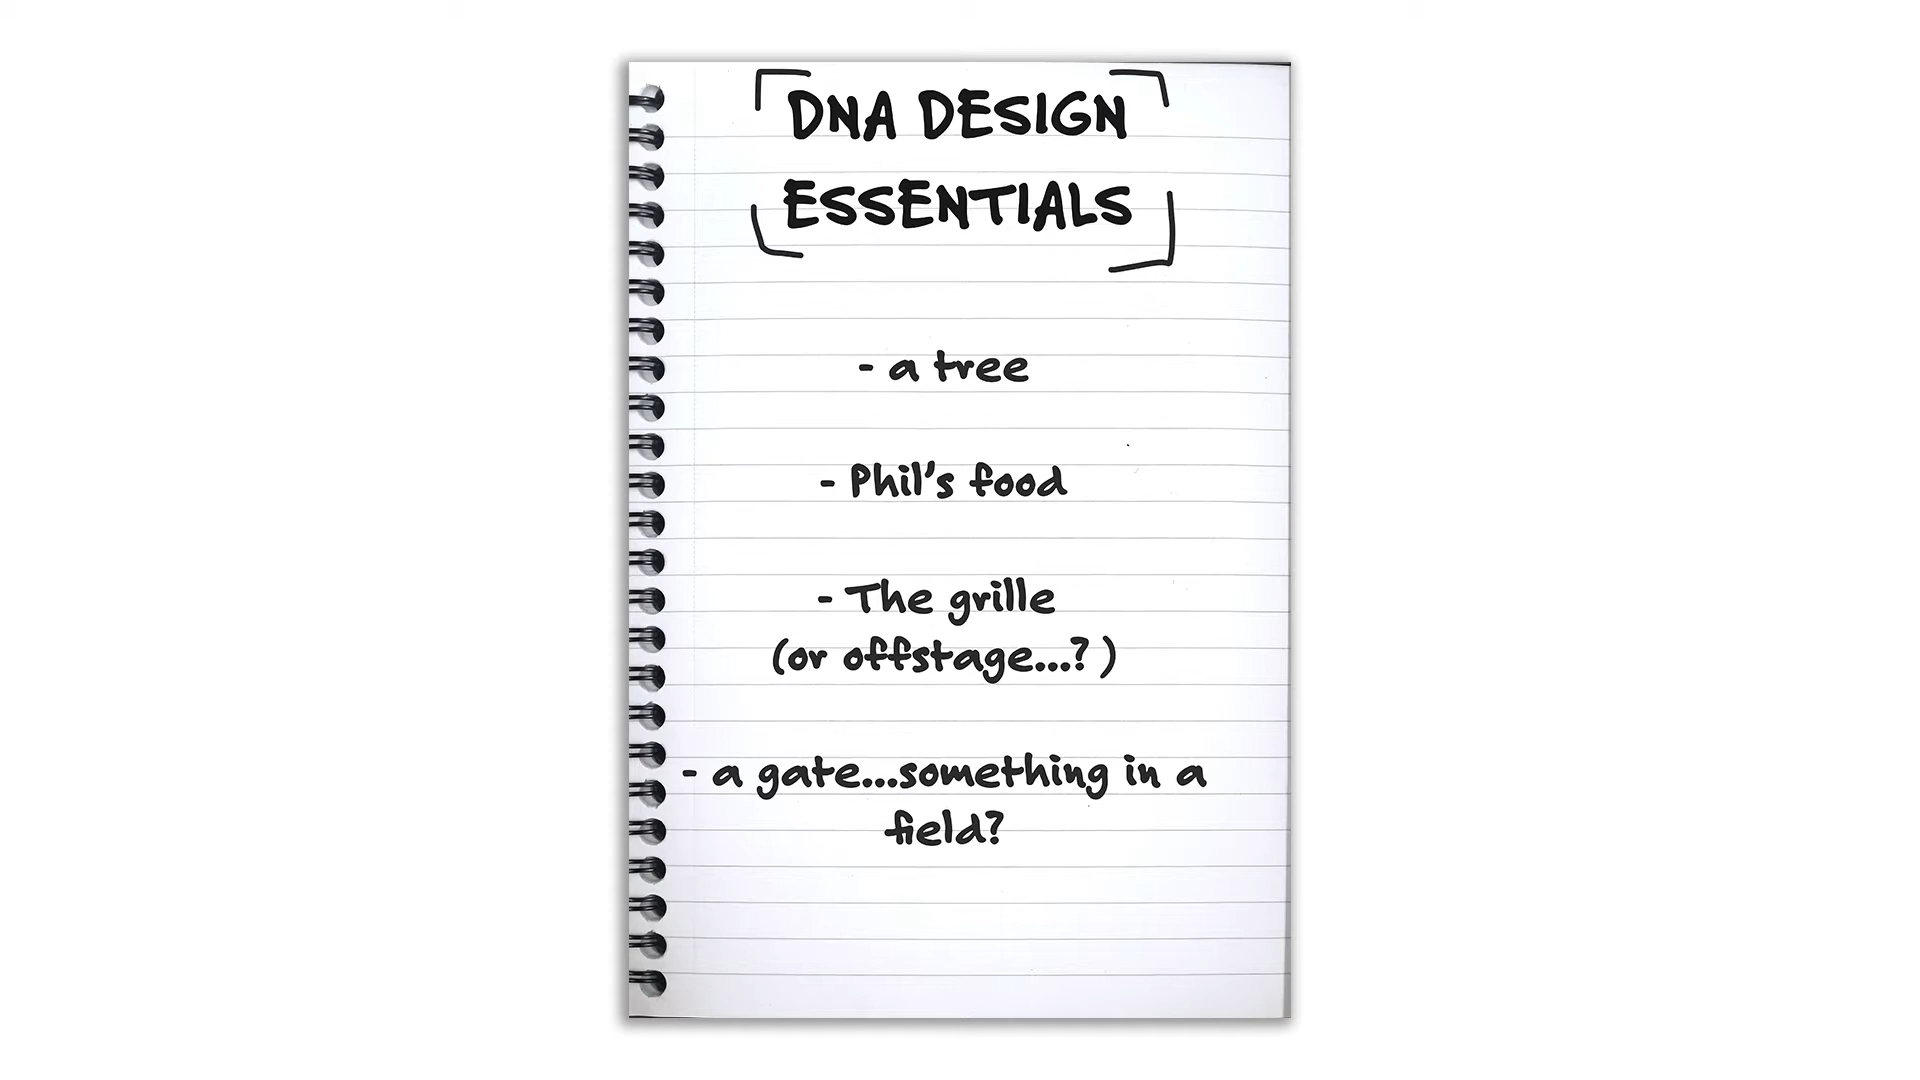 DNA DESIGN
ESSENTIALS
- a tree
- Phil's food
- The grille
(or offstage...? )
- a gate...something in a
field?